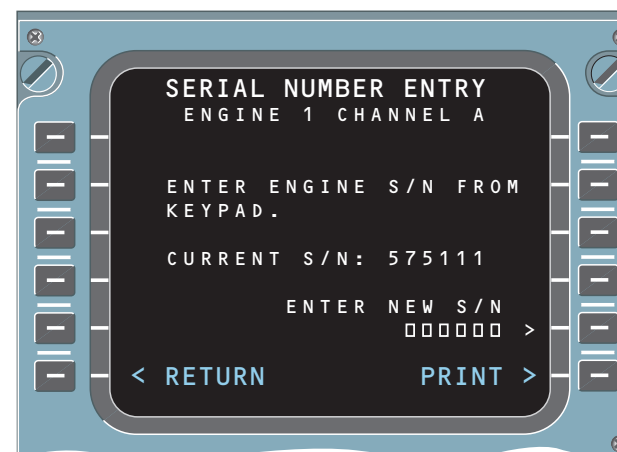 SERIAL NUMBER ENTRY
ENGINE 1 CHANNEL A
ENTER ENGINE S/N FROM
KEYPAD.
CURRENT S/N: 575111
ENTER NEW S/N
▯▯▯▯▯▯ >
< RETURN PRINT >